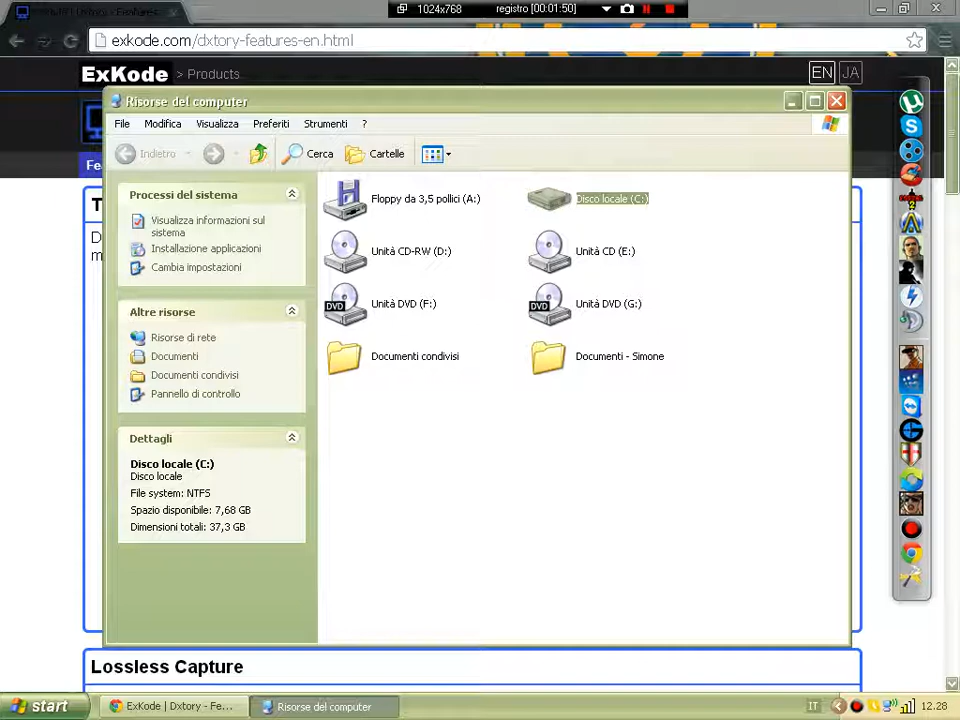 1024x768
registro [00:01:50]
exkode.com/dxtory-features-en.html
ExKode > Products
EN JA
Risorse del computer
File Modifica Visualizza Preferiti Strumenti ?
Indietro Cerca Cartelle
Processi del sistema
Visualizza informazioni sul
sistema
Installazione applicazioni
Cambia impostazioni
Altre risorse
Risorse di rete
Documenti
Documenti condivisi
Pannello di controllo
Dettagli
Disco locale (C:)
Disco locale
File system: NTFS
Spazio disponibile: 7,68 GB
Dimensioni totali: 37,3 GB
Floppy da 3,5 pollici (A:)
Disco locale (C:)
Unità CD-RW (D:)
Unità CD (E:)
DVD
Unità DVD (F:)
DVD
Unità DVD (G:)
Documenti condivisi
Documenti - Simone
Lossless Capture
start
ExKode | Dxtory - Fe...
Risorse del computer
IT
12.28